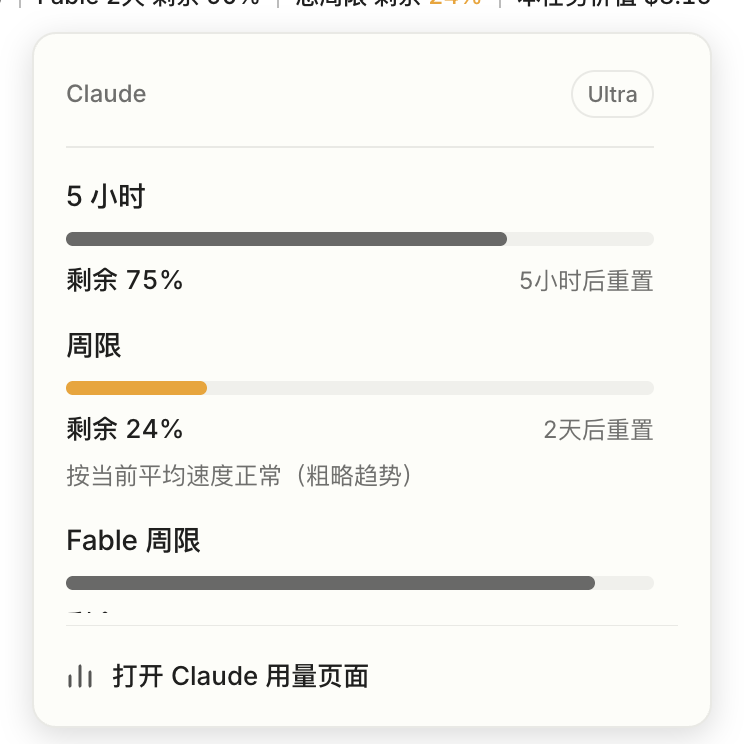 Claude
Ultra
5 小时
剩余 75%
5小时后重置
周限
剩余 24%
2天后重置
按当前平均速度正常（粗略趋势）
Fable 周限
打开 Claude 用量页面